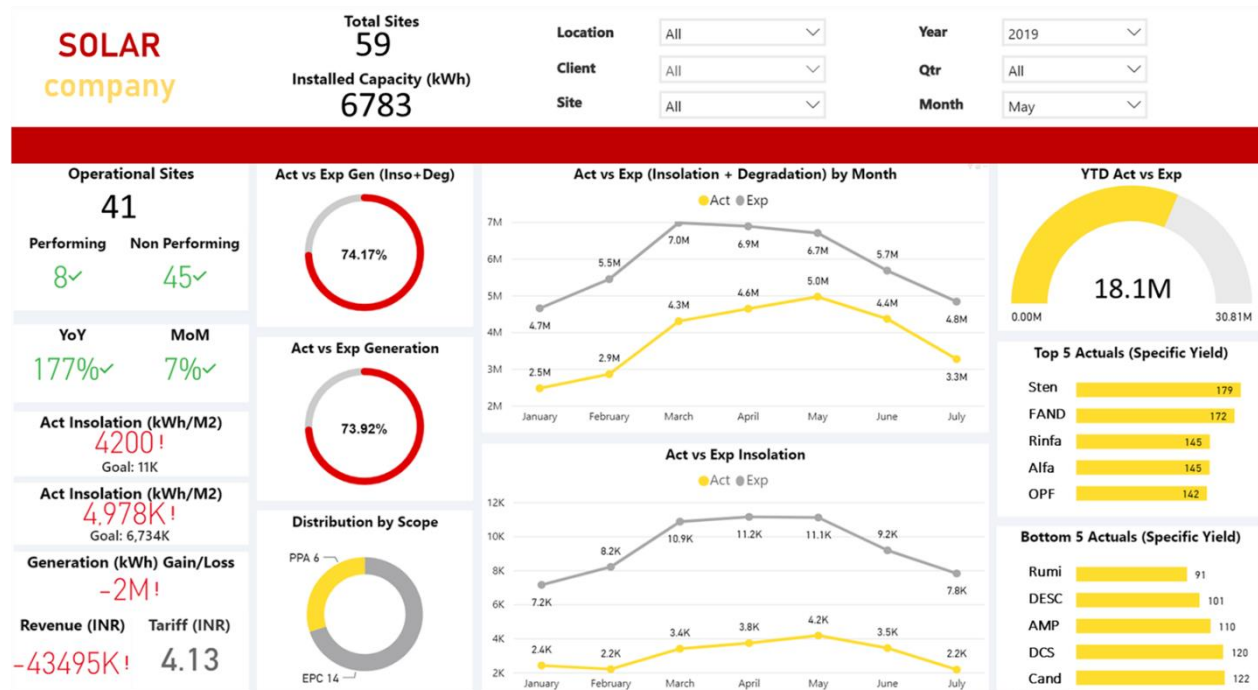 SOLAR
company
Total Sites
59
Installed Capacity (kWh)
6783
Location All
Client All
Site All
Year 2019
Qtr All
Month May
Operational Sites
41
Performing Non Performing
8 45
YoY MoM
177% 7%
Act Insolation (kWh/M2)
4200!
Goal: 11K
Act Insolation (kWh/M2)
4,978K!
Goal: 6,734K
Generation (kWh) Gain/Loss
-2M!
Revenue (INR) Tariff (INR)
-43495K! 4.13
Act vs Exp Gen (Inso+Deg)
74.17%
Act vs Exp Generation
73.92%
Distribution by Scope
PPA 6
EPC 14
Act vs Exp (Insolation + Degradation) by Month
Act Exp
7M
6M
5M
4M
3M
2M
4.7M 5.5M 7.0M 6.9M 6.7M 5.7M 4.8M
2.5M 2.9M 4.3M 4.6M 5.0M 4.4M 3.3M
January February March April May June July
Act vs Exp Insolation
Act Exp
12K
10K
8K
6K
4K
2K
7.2K 8.2K 10.9K 11.2K 11.1K 9.2K 7.8K
2.4K 2.2K 3.4K 3.8K 4.2K 3.5K 2.2K
January February March April May June July
YTD Act vs Exp
18.1M
0.00M 30.81M
Top 5 Actuals (Specific Yield)
Sten 179
FAND 172
Rinfa 145
Alfa 145
OPF 142
Bottom 5 Actuals (Specific Yield)
Rumi 91
DESC 101
AMP 110
DCS 120
Cand 122